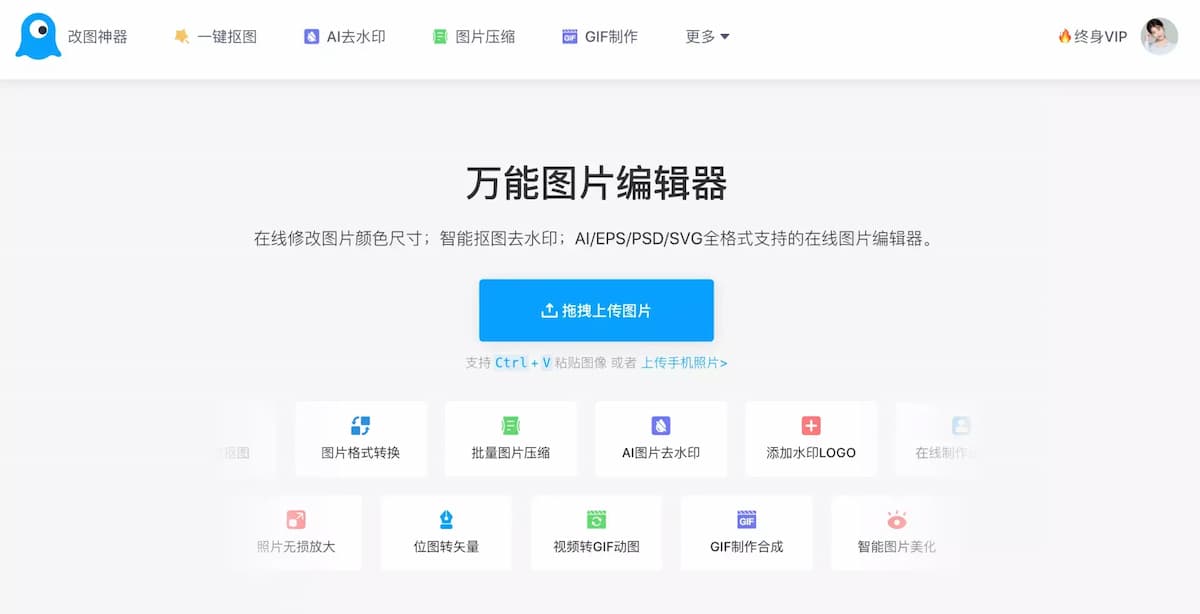 改图神器
一键抠图
AI去水印
图片压缩
GIF制作
更多
终身VIP
万能图片编辑器
在线修改图片颜色尺寸；智能抠图去水印；AI/EPS/PSD/SVG全格式支持的在线图片编辑器。
拖拽上传图片
支持 Ctrl + V 粘贴图像 或者 上传手机照片>
抠图
图片格式转换
批量图片压缩
AI图片去水印
添加水印LOGO
在线制作
照片无损放大
位图转矢量
视频转GIF动图
GIF
GIF制作合成
智能图片美化